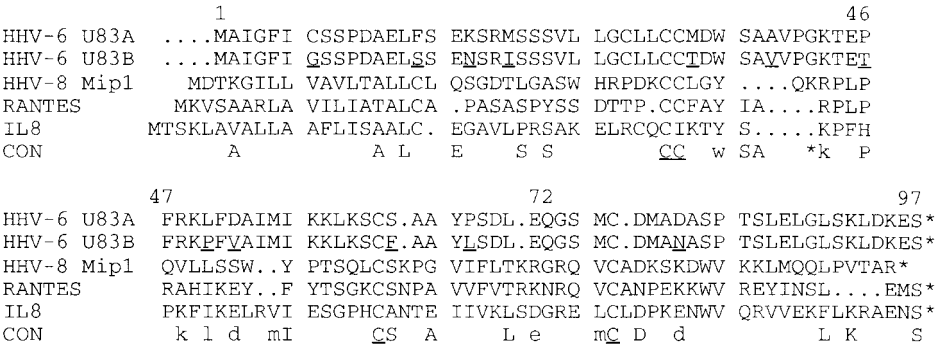 1 46
HHV-6 U83A ....MAIGFI CSSPDAELFS EKSRMSSSVL LGCLLCCMDW SAAVPGKTEP
HHV-6 U83B ....MAIGFI GSSPDAELSS ENSRISSSVL LGCLLCCTDW SAVVPGKTET
HHV-8 Mip1 MDTKGILL VAVLTALLCL QSGDTLGASW HRPDKCCLGY ....QKRPLP
RANTES MKVSAARLA VILIATALCA PASASPYSS DTTP.CCFAY IA....RPLP
IL8 MTSKLAVALLA AFLISAALC. EGAVLPRSAK ELRCQCIKTY S.....KPFH
CON A A L E S S CC w SA *k P
47 72 97
HHV-6 U83A FRKLFDAIMI KKLKSCS.AA YPSDL.EQGS MC.DMADASP TSLELGLSKLDKES*
HHV-6 U83B FRKPFVAIMI KKLKSCF.AA YLSDL.EQGS MC.DMANASP TSLELGLSKLDKES*
HHV-8 Mip1 QVLLSSW..Y PTSQLCSKPG VIFLTKRGRQ VCADKSKDWV KKLMQQLPVTAR*
RANTES RAHIKEY..F YTSGKCSNPA VVFVTRKNRQ VCANPEKKWV REYINSL....EMS*
IL8 PKFIKELRVI ESGPHCANTE IIVKLSDGRE LCLDPKENWV QRVVEKFLKRAENS*
CON k l d mI CS A L e mC D d L K S